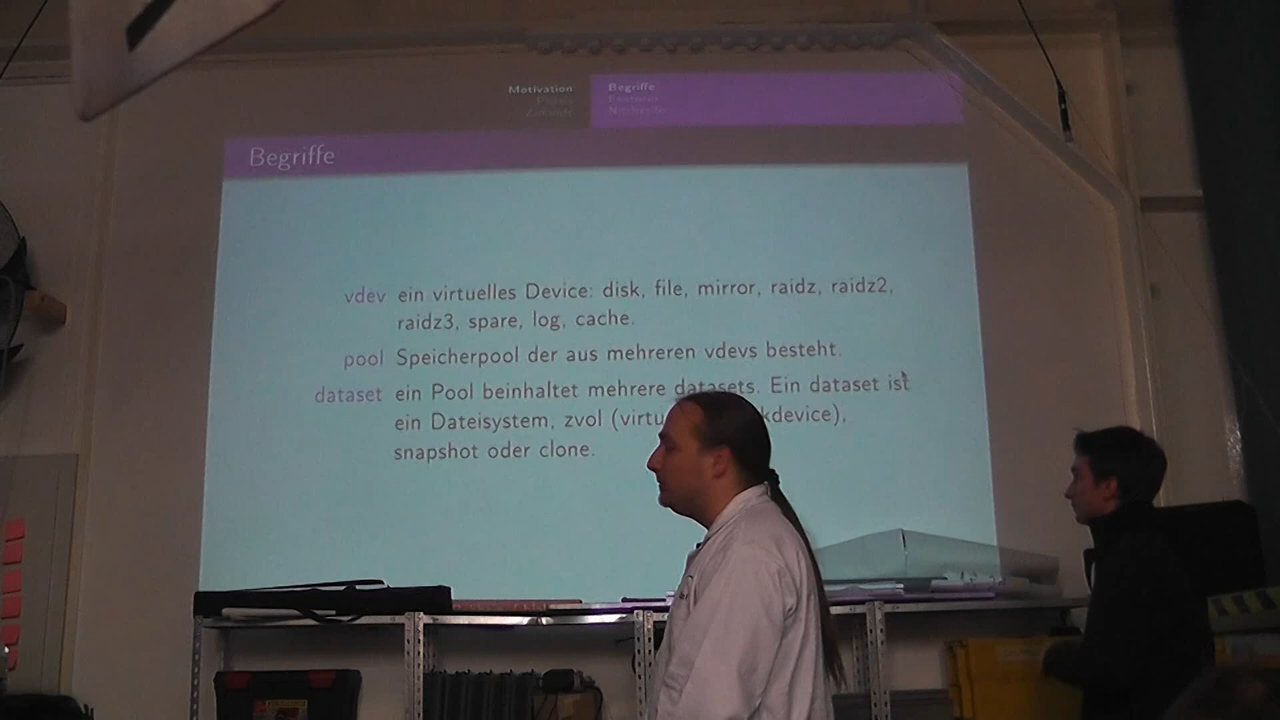 Motivation
Begriffe
Begriffe
vdev ein virtuelles Device: disk, file, mirror, raidz, raidz2,
raidz3, spare, log, cache.
pool Speicherpool der aus mehreren vdevs besteht.
dataset ein Pool beinhaltet mehrere datasets. Ein dataset ist
ein Dateisystem, zvol (virtu kdevice),
snapshot oder clone.